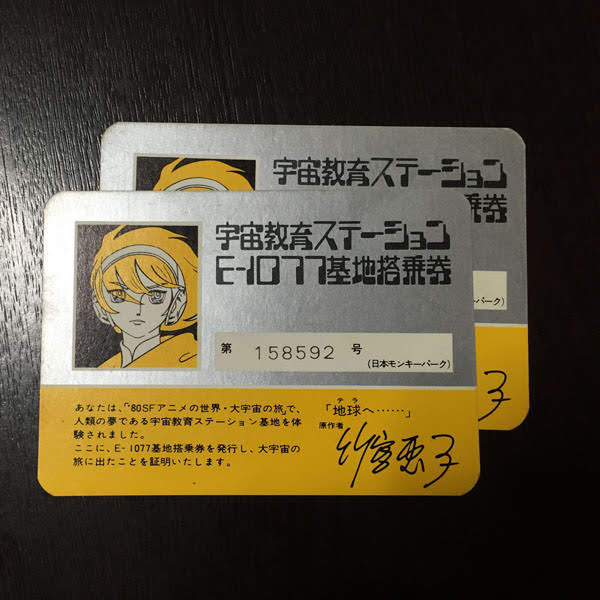 宇宙教育ステーション
乗券
ーパーク)
子
宇宙教育ステーション
E-1077基地搭乗券
第 158592 号
(日本モンキーパーク)
あなたは、「'80SFアニメの世界・大宇宙の旅」で、
人類の夢である宇宙教育ステーション基地を体
験されました。
ここに、E-1077基地搭乗券を発行し、大宇宙の
旅に出たことを証明いたします。
テラ
「地球へ……」
原作者
竹宮恵子